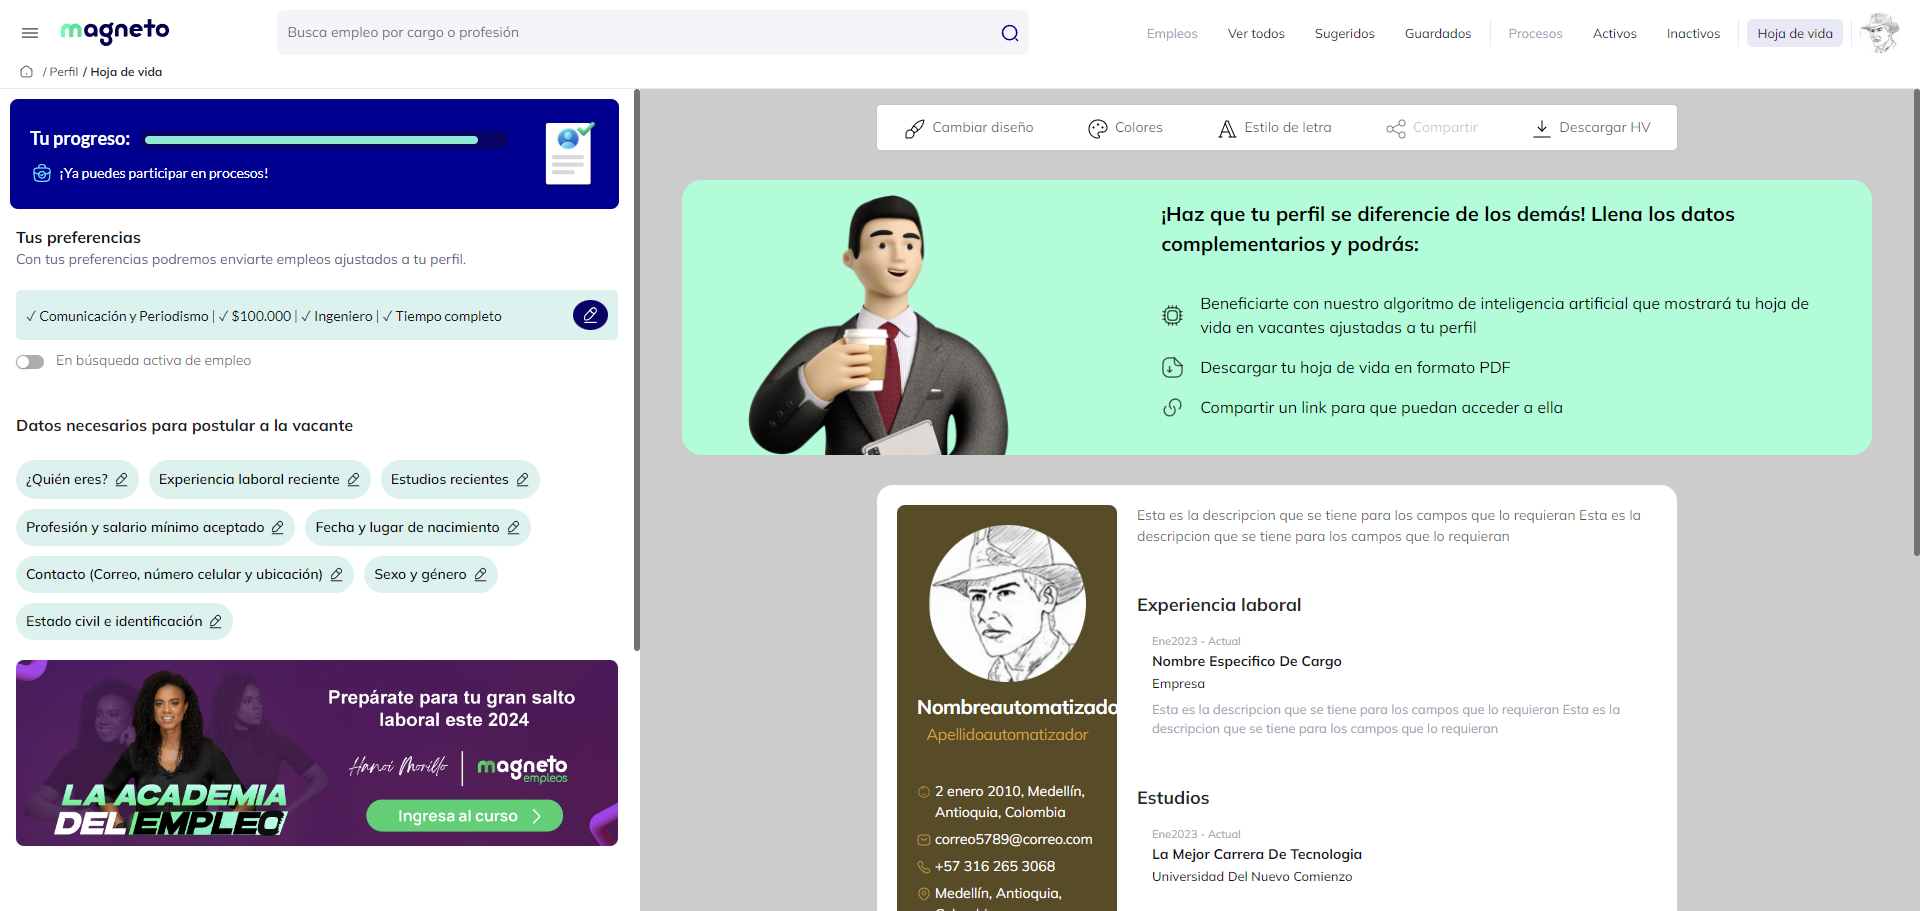 magneto
Busca empleo por cargo o profesión
Empleos
Ver todos
Sugeridos
Guardados
Procesos
Activos
Inactivos
Hoja de vida
/ Perfil / Hoja de vida
Tu progreso:
¡Ya puedes participar en procesos!
Tus preferencias
Con tus preferencias podremos enviarte empleos ajustados a tu perfil.
✓ Comunicación y Periodismo | ✓ $100.000 | ✓ Ingeniero | ✓ Tiempo completo
En búsqueda activa de empleo
Datos necesarios para postular a la vacante
¿Quién eres?
Experiencia laboral reciente
Estudios recientes
Profesión y salario mínimo aceptado
Fecha y lugar de nacimiento
Contacto (Correo, número celular y ubicación)
Sexo y género
Estado civil e identificación
Prepárate para tu gran salto
laboral este 2024
Hanoi Morillo
magneto
empleos
LA ACADEMIA
DEL EMPLEO
Ingresa al curso
Cambiar diseño
Colores
Estilo de letra
Compartir
Descargar HV
¡Haz que tu perfil se diferencie de los demás! Llena los datos
complementarios y podrás:
Beneficiarte con nuestro algoritmo de inteligencia artificial que mostrará tu hoja de
vida en vacantes ajustadas a tu perfil
Descargar tu hoja de vida en formato PDF
Compartir un link para que puedan acceder a ella
Nombreautomatizado
Apellidoautomatizador
2 enero 2010, Medellín,
Antioquia, Colombia
correo5789@correo.com
+57 316 265 3068
Medellín, Antioquia,
Esta es la descripcion que se tiene para los campos que lo requieran Esta es la
descripcion que se tiene para los campos que lo requieran
Experiencia laboral
Ene2023 - Actual
Nombre Especifico De Cargo
Empresa
Esta es la descripcion que se tiene para los campos que lo requieran Esta es la
descripcion que se tiene para los campos que lo requieran
Estudios
Ene2023 - Actual
La Mejor Carrera De Tecnologia
Universidad Del Nuevo Comienzo